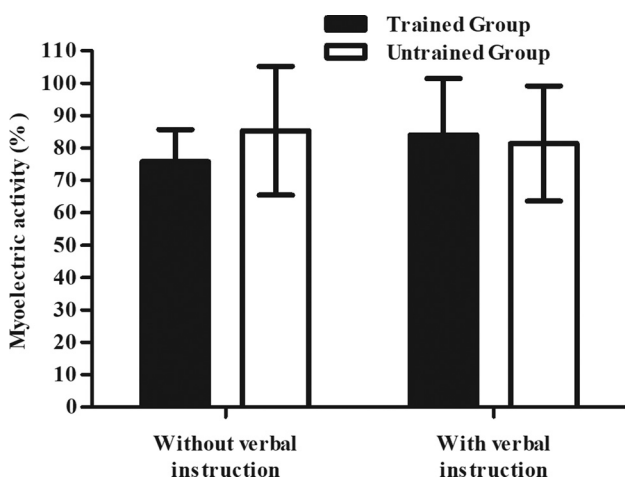 Trained Group
Untrained Group
Myoelectric activity (%)
110
100
90
80
70
60
50
40
30
20
10
0
Without verbal
instruction
With verbal
instruction